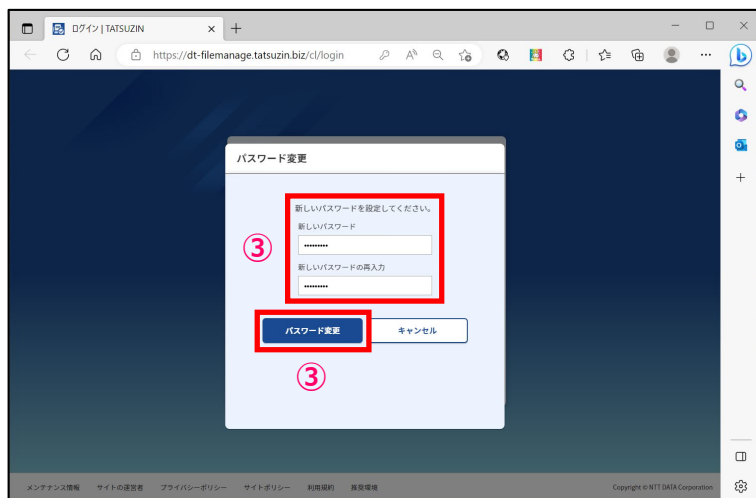 ログイン | TATSUZIN
https://dt-filemanage.tatsuzin.biz/cl/login
パスワード変更
新しいパスワードを設定してください。
新しいパスワード
•••••••••
③
新しいパスワードの再入力
•••••••••
パスワード変更
キャンセル
③
メンテナンス情報 サイトの運営者 プライバシーポリシー サイトポリシー 利用規約 推奨環境
Copyright © NTT DATA Corporation